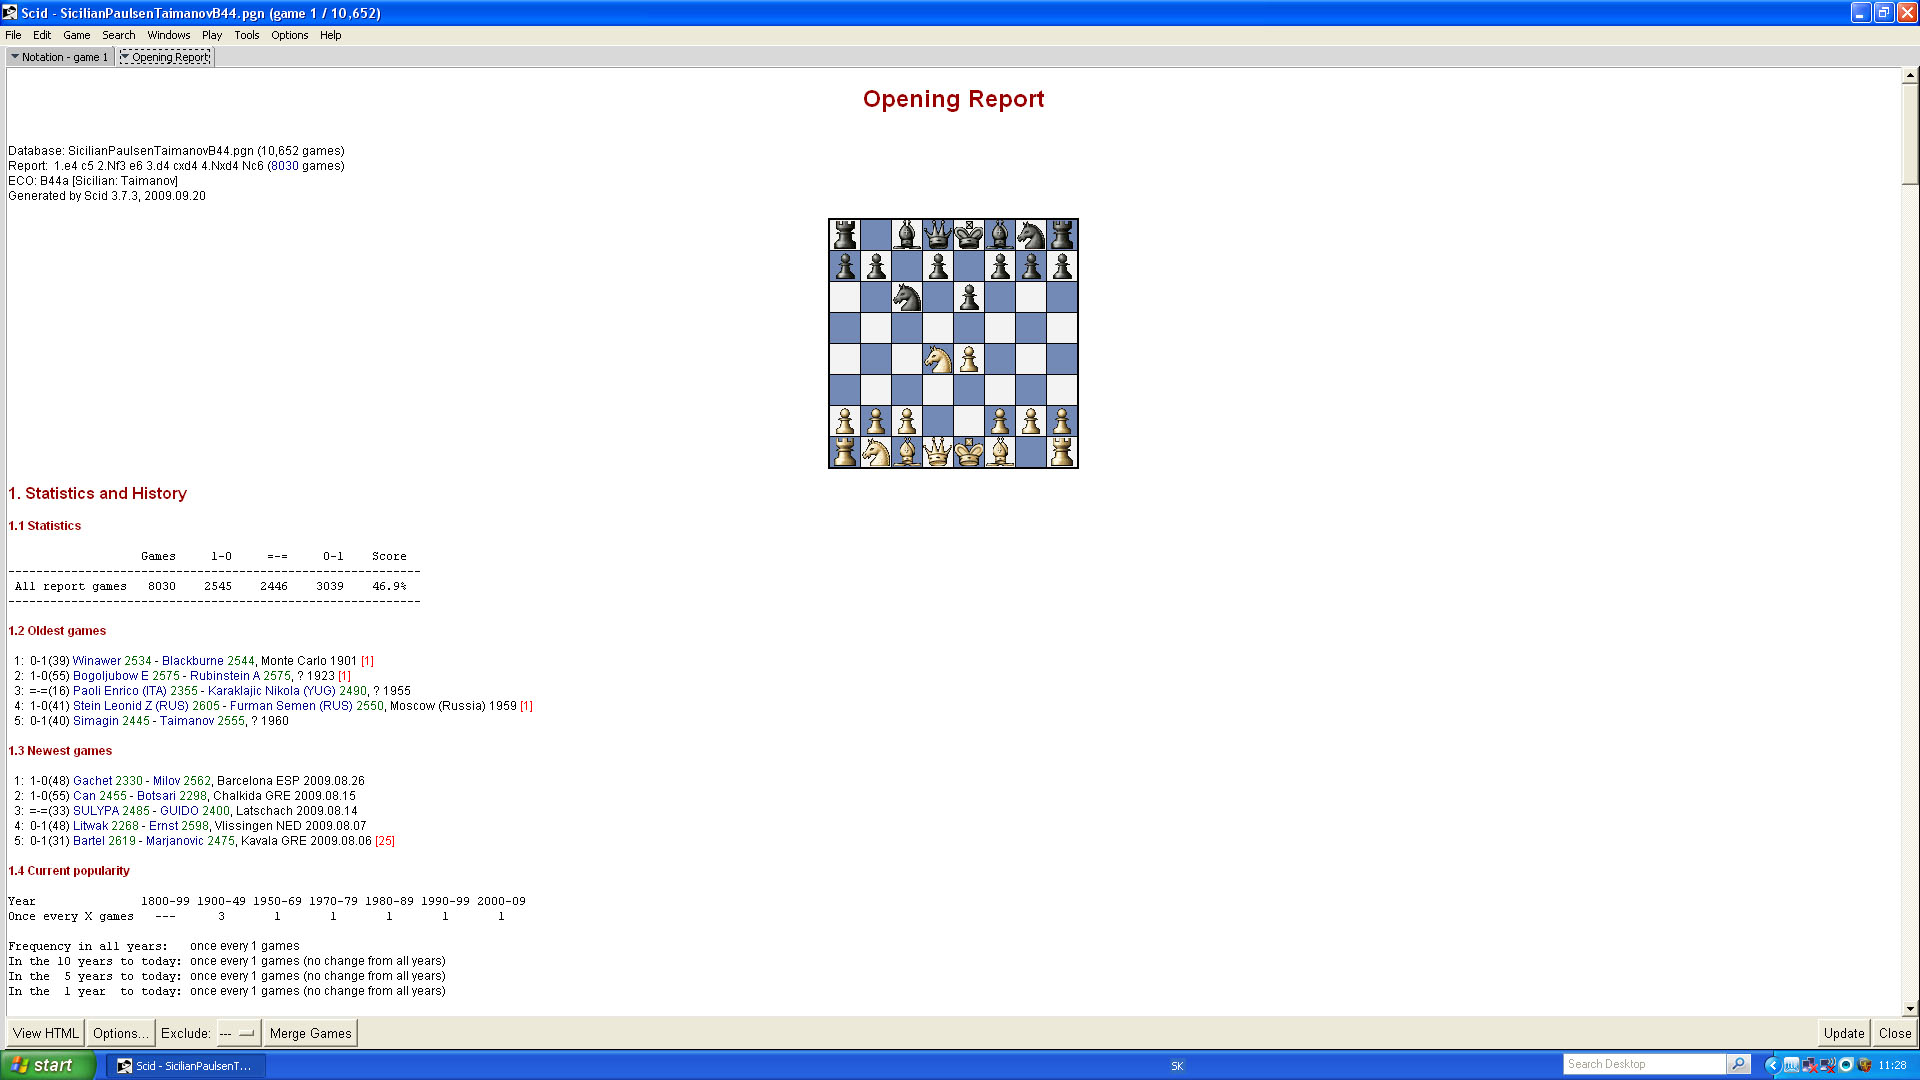 Scid - SicilianPaulsenTaimanovB44.pgn (game 1 / 10,652)
File Edit Game Search Windows Play Tools Options Help
Notation - game 1 Opening Report
Opening Report
Database: SicilianPaulsenTaimanovB44.pgn (10,652 games)
Report: 1.e4 c5 2.Nf3 e6 3.d4 cxd4 4.Nxd4 Nc6 (8030 games)
ECO: B44a [Sicilian: Taimanov]
Generated by Scid 3.7.3, 2009.09.20
1. Statistics and History
1.1 Statistics
Games 1-0 =-= 0-1 Score
-----------------------------------------------------------
All report games 8030 2545 2446 3039 46.9%
-----------------------------------------------------------
1.2 Oldest games
1: 0-1(39) Winawer 2534 - Blackburne 2544, Monte Carlo 1901 [1]
2: 1-0(55) Bogoljubow E 2575 - Rubinstein A 2575, ? 1923 [1]
3: =-=(16) Paoli Enrico (ITA) 2355 - Karaklajic Nikola (YUG) 2490, ? 1955
4: 1-0(41) Stein Leonid Z (RUS) 2605 - Furman Semen (RUS) 2550, Moscow (Russia) 1959 [1]
5: 0-1(40) Simagin 2445 - Taimanov 2555, ? 1960
1.3 Newest games
1: 1-0(48) Gachet 2330 - Milov 2562, Barcelona ESP 2009.08.26
2: 1-0(55) Can 2455 - Botsari 2298, Chalkida GRE 2009.08.15
3: =-=(33) SULYPA 2485 - GUIDO 2400, Latschach 2009.08.14
4: 0-1(48) Litwak 2268 - Ernst 2598, Vlissingen NED 2009.08.07
5: 0-1(31) Bartel 2619 - Marjanovic 2475, Kavala GRE 2009.08.06 [25]
1.4 Current popularity
Year 1800-99 1900-49 1950-69 1970-79 1980-89 1990-99 2000-09
Once every X games --- 3 1 1 1 1 1
Frequency in all years: once every 1 games
In the 10 years to today: once every 1 games (no change from all years)
In the 5 years to today: once every 1 games (no change from all years)
In the 1 year to today: once every 1 games (no change from all years)
View HTML Options... Exclude: --- Merge Games Update Close
start Scid - SicilianPaulsenT... SK Search Desktop 11:28